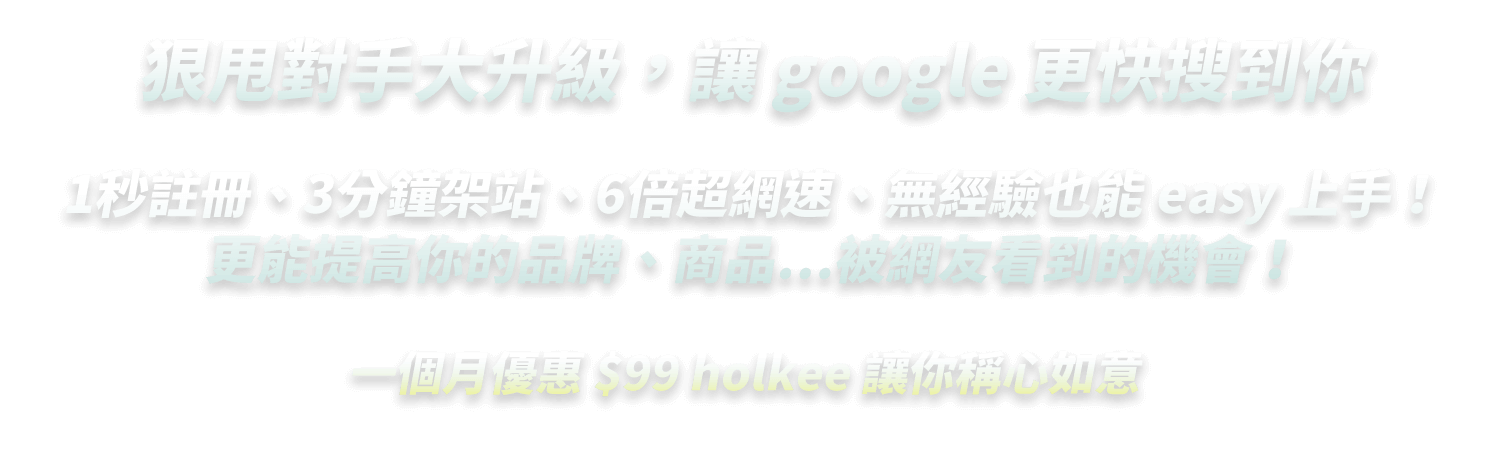 狠甩對手大升級，讓 google 更快搜到你
1秒註冊、3分鐘架站、6倍超網速、無經驗也能 easy 上手！
更能提高你的品牌、商品...被網友看到的機會！
一個月優惠 $99 holkee 讓你稱心如意